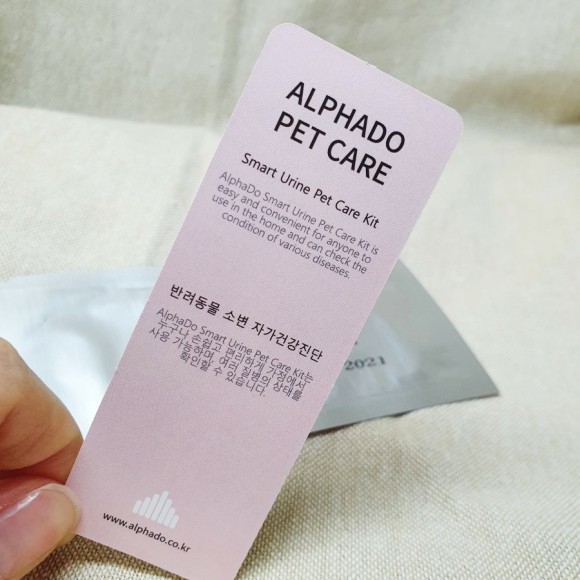 ALPHADO
PET CARE
Smart Urine Pet Care Kit
AlphaDo Smart Urine Pet Care Kit is
easy and convenient for anyone to
use in the home and can check the
condition of various diseases.
반려동물 소변 자가건강진단
AlphaDo Smart Urine Pet Care Kit는
누구나 손쉽고 편리하게 가정에서
사용 가능하며, 여러 질병의 상태를
확인할 수 있습니다.
2021
www.alphado.co.kr